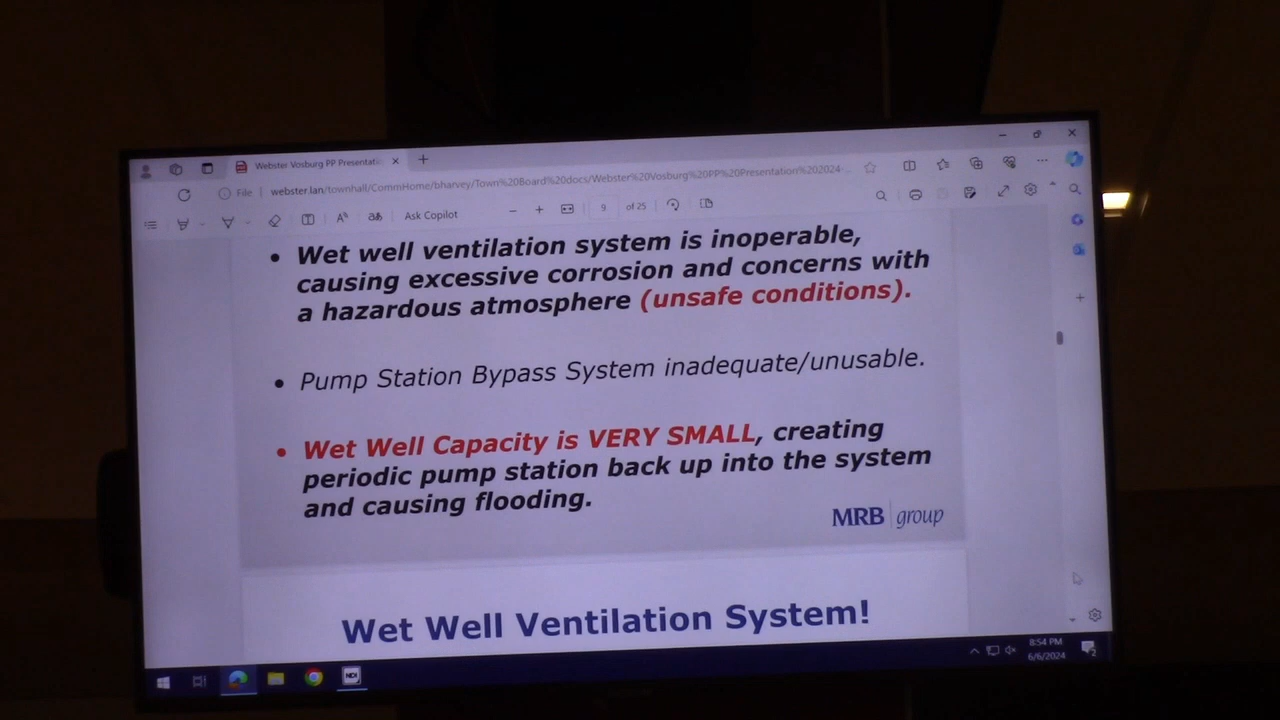 Webster Vosburg PP Presentati
File | webster.lan/townhall/CommHome/bharvey/Town%20Board%20docs/Webster%20Vosburg%20PP%20Presentation%202024-
Ask Copilot
9 of 25
• Wet well ventilation system is inoperable,
causing excessive corrosion and concerns with
a hazardous atmosphere (unsafe conditions).
• Pump Station Bypass System inadequate/unusable.
• Wet Well Capacity is VERY SMALL, creating
periodic pump station back up into the system
and causing flooding.
MRB | group
Wet Well Ventilation System!
8:54 PM
6/6/2024